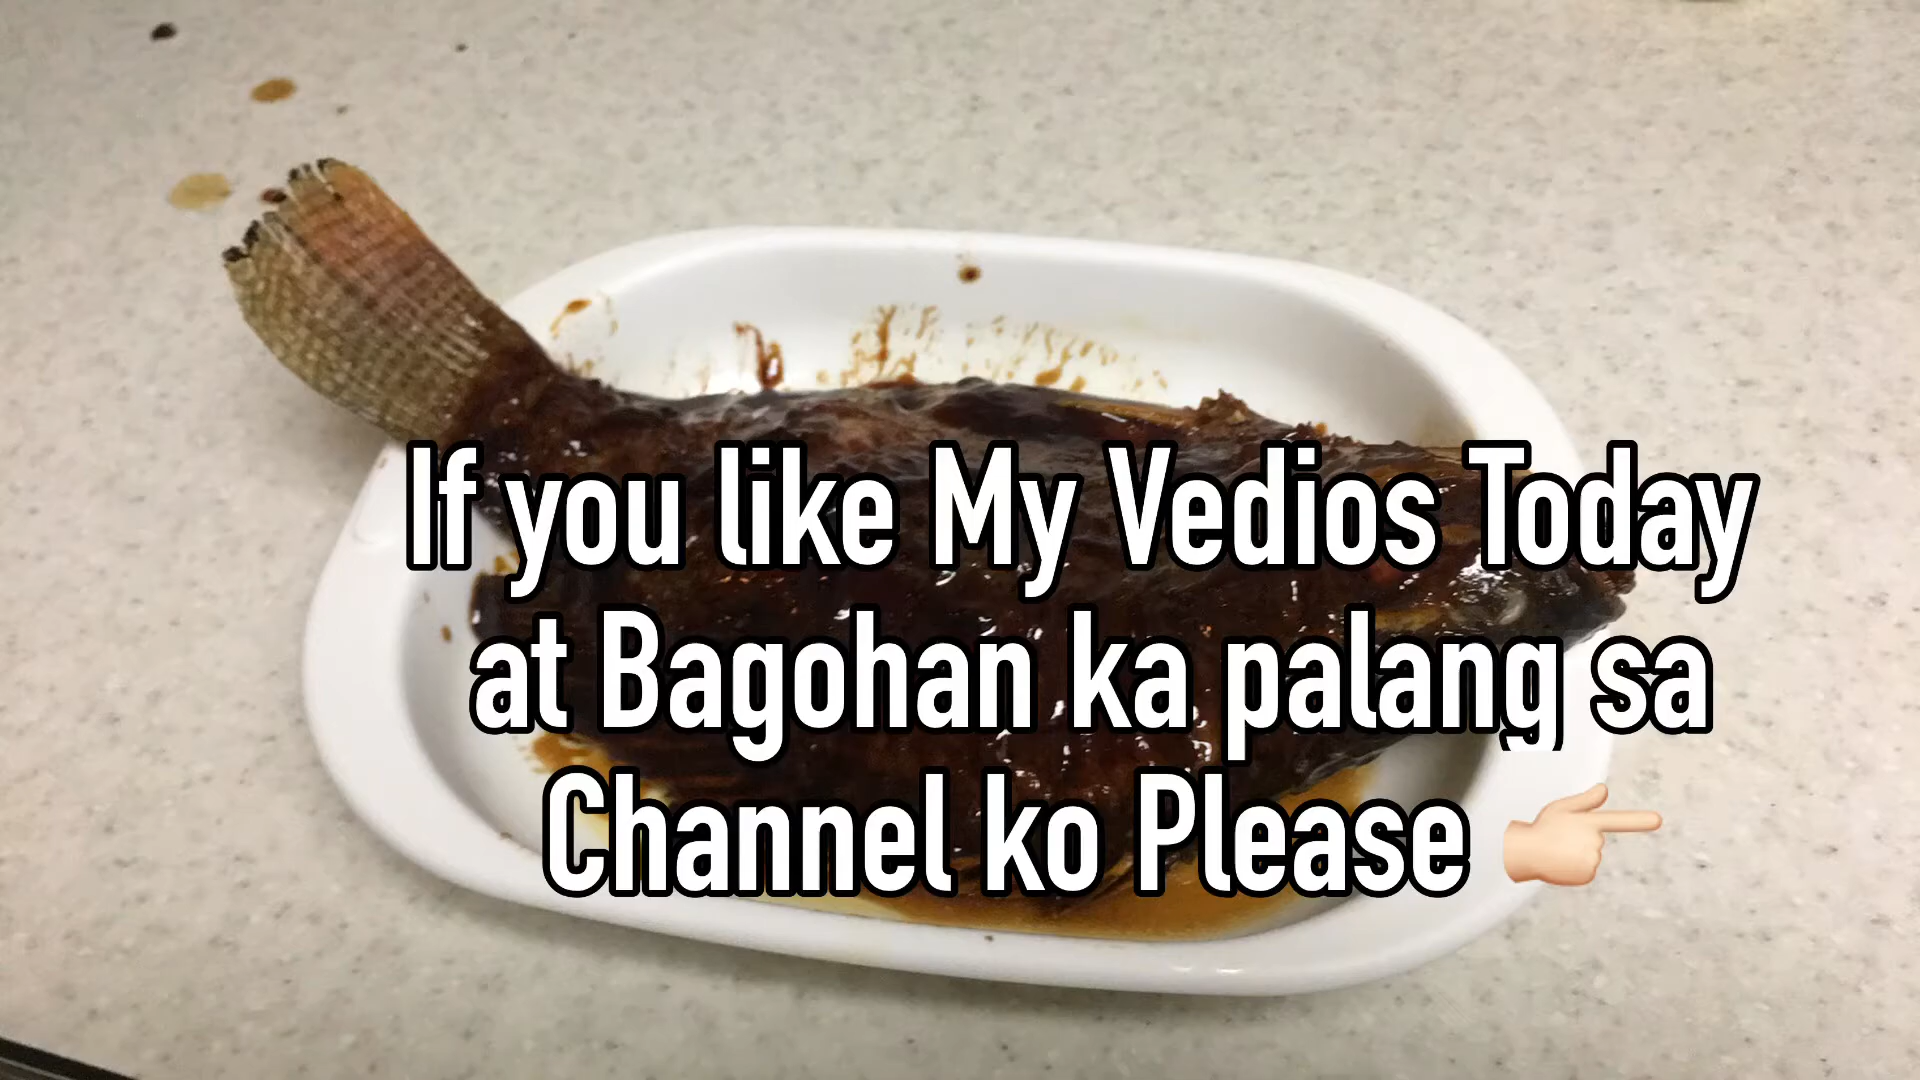 If you like My Vedios Today
at Bagohan ka palang sa
Channel ko Please 👉🏻